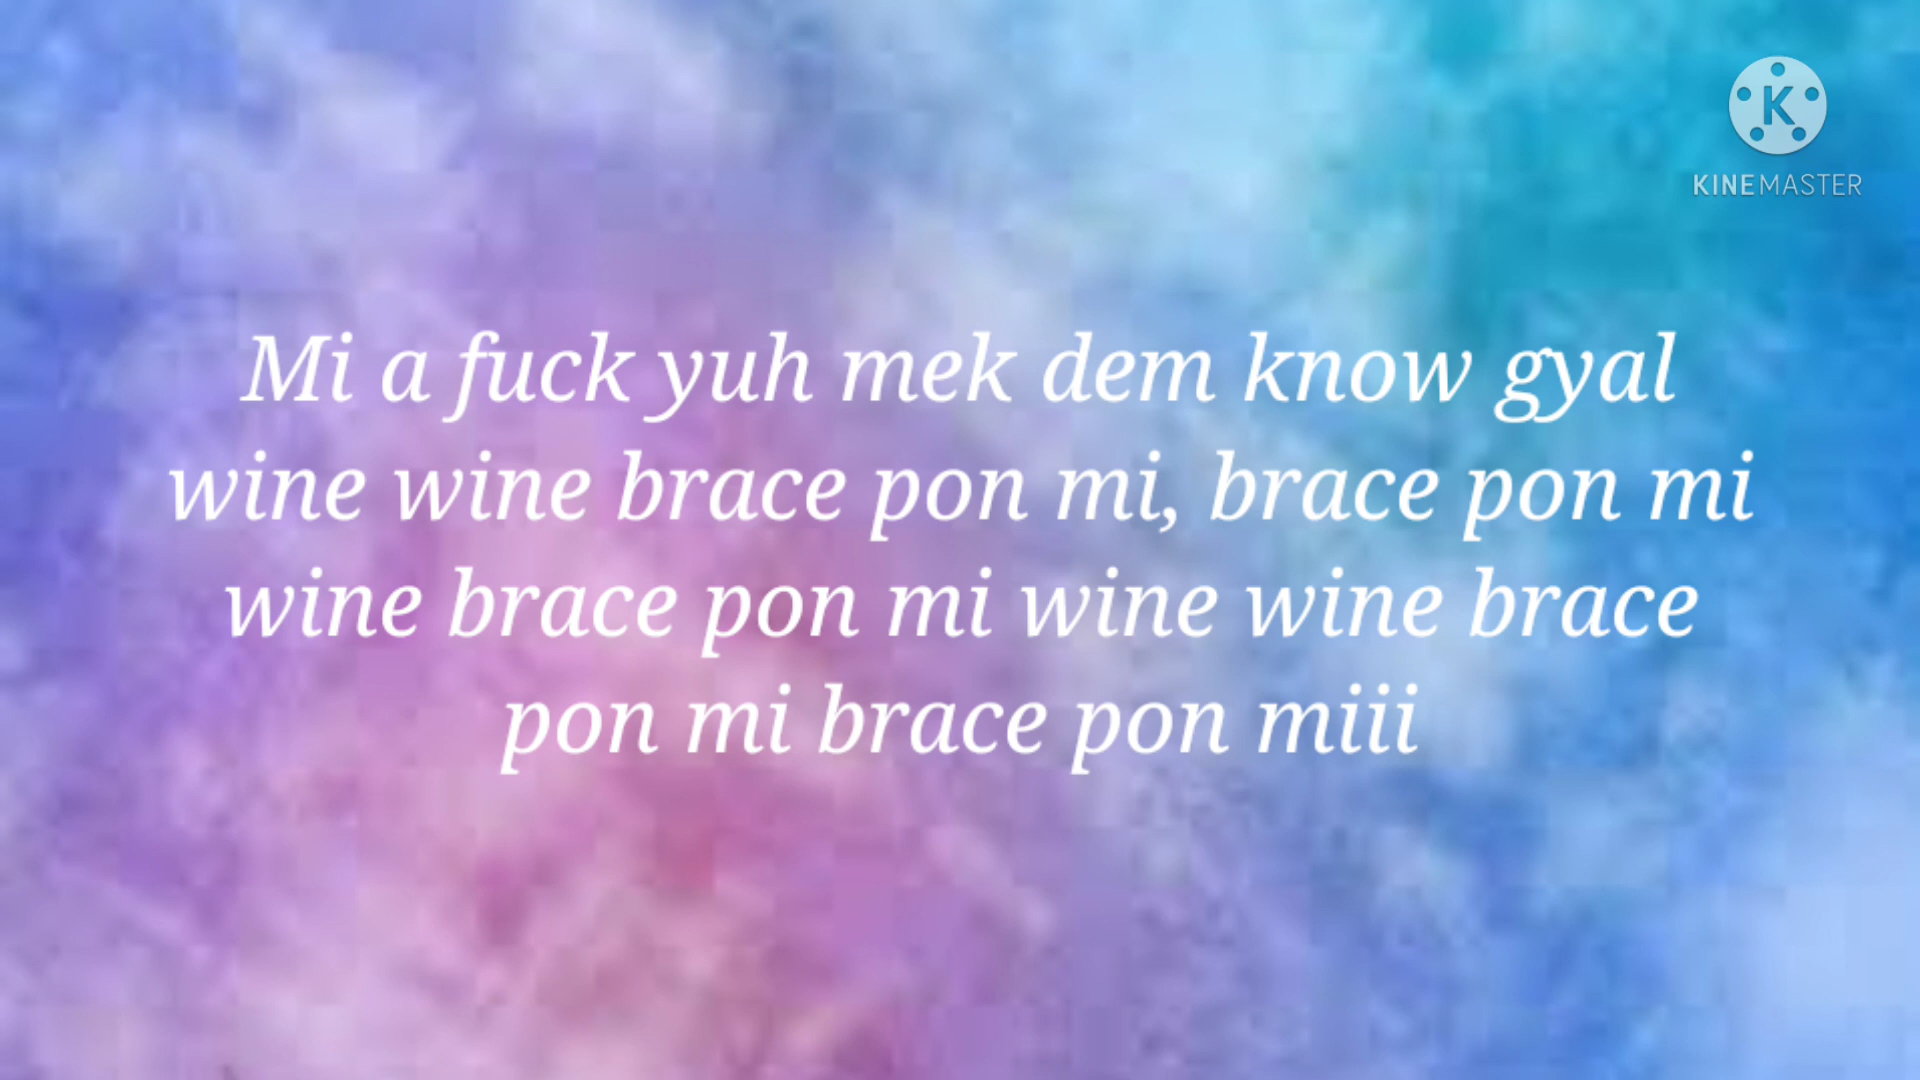 K
KINEMASTER
Mi a fuck yuh mek dem know gyal
wine wine brace pon mi, brace pon mi
wine brace pon mi wine wine brace
pon mi brace pon miii